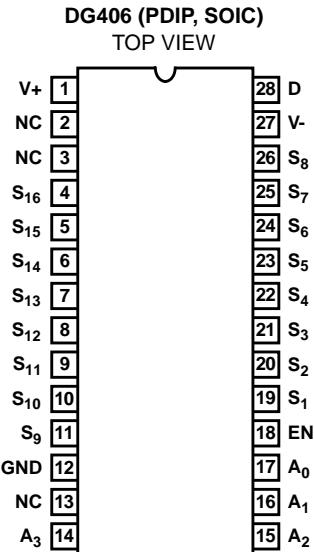 DG406 (PDIP, SOIC)
TOP VIEW
V+ 1 28 D
NC 2 27 V-
NC 3 26 S8
S16 4 25 S7
S15 5 24 S6
S14 6 23 S5
S13 7 22 S4
S12 8 21 S3
S11 9 20 S2
S10 10 19 S1
S9 11 18 EN
GND 12 17 A0
NC 13 16 A1
A3 14 15 A2